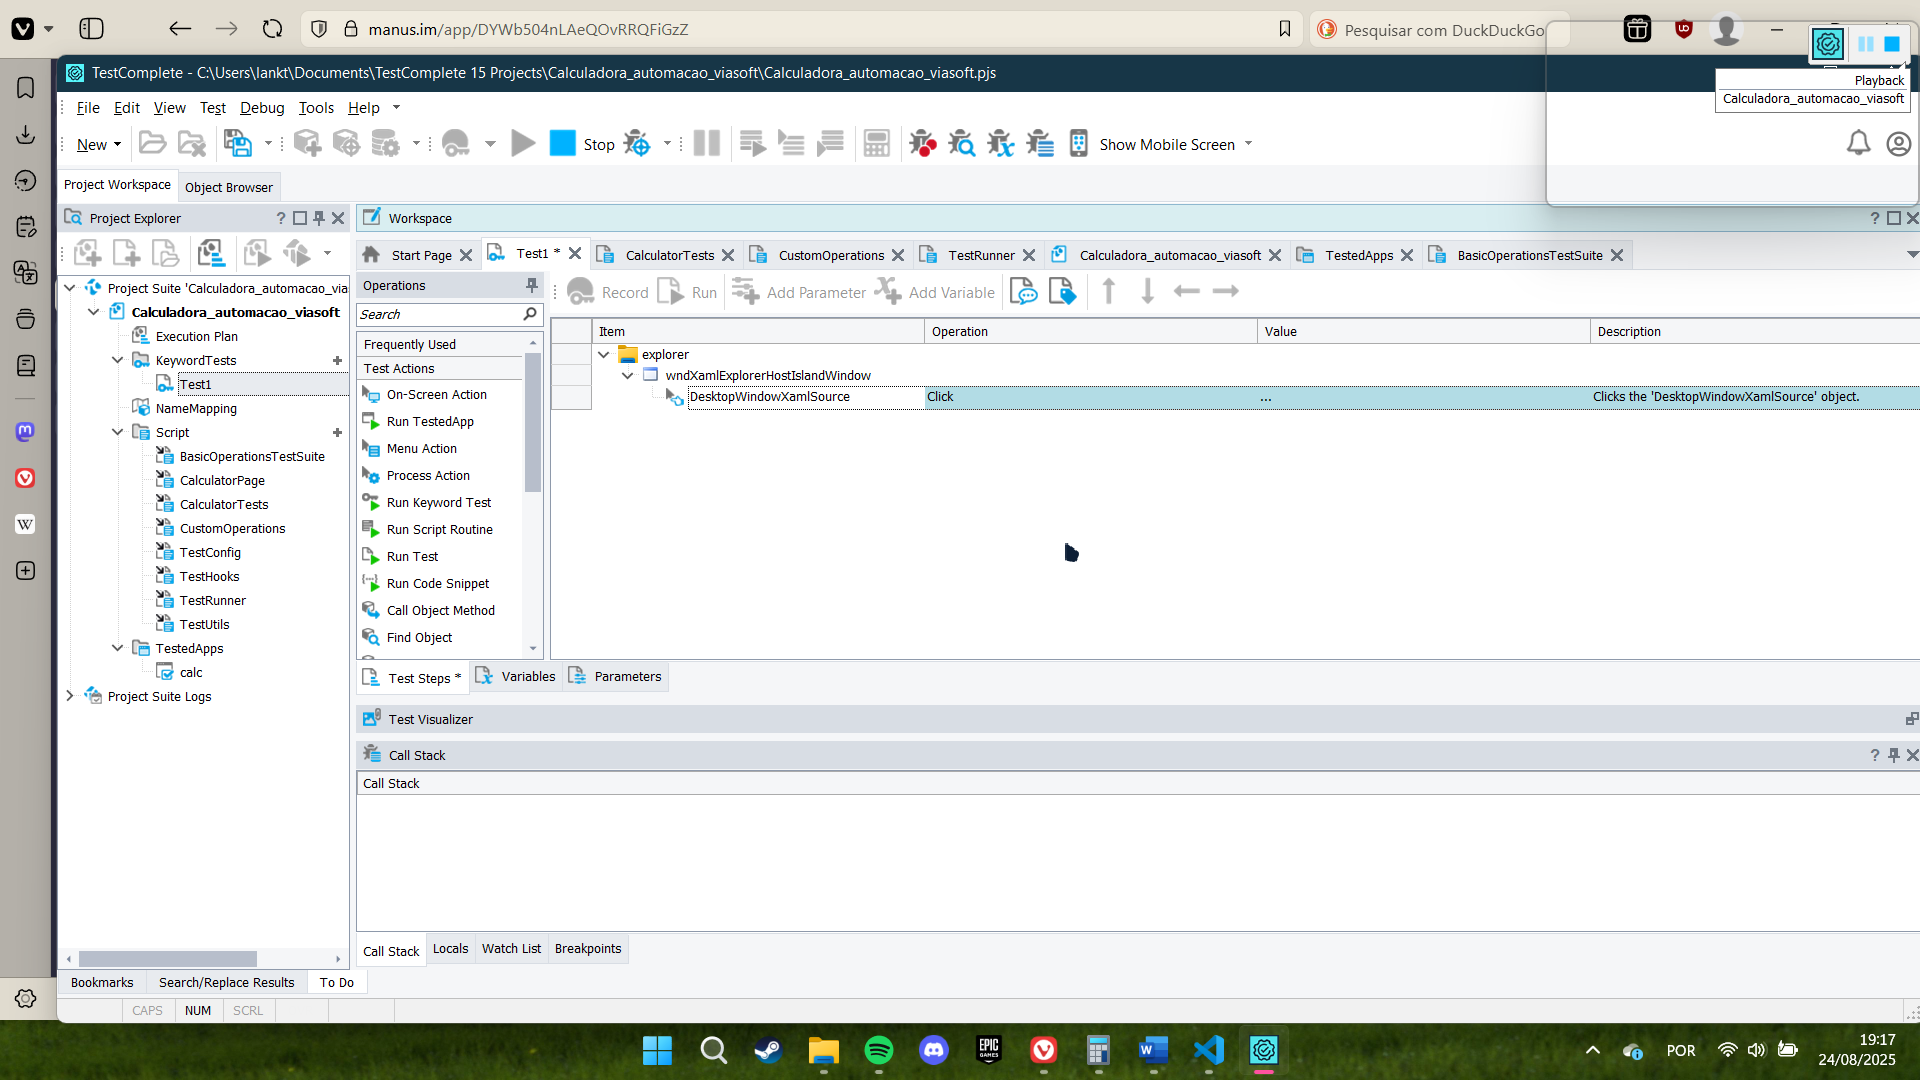 manus.im/app/DYWb504nLAeQOvRRQFiGzZ
Pesquisar com DuckDuckGo
TestComplete - C:\Users\Iankt\Documents\TestComplete 15 Projects\Calculadora_automacao_viasoft\Calculadora_automacao_viasoft.pjs
Playback
Calculadora_automacao_viasoft
File Edit View Test Debug Tools Help
New Stop Show Mobile Screen
Project Workspace Object Browser
Project Explorer
Workspace
Start Page Test1 * CalculatorTests CustomOperations TestRunner Calculadora_automacao_viasoft TestedApps BasicOperationsTestSuite
Project Suite 'Calculadora_automacao_via
Calculadora_automacao_viasoft
Execution Plan
KeywordTests
Test1
NameMapping
Script
BasicOperationsTestSuite
CalculatorPage
CalculatorTests
CustomOperations
TestConfig
TestHooks
TestRunner
TestUtils
TestedApps
calc
Project Suite Logs
Operations
Search
Frequently Used
Test Actions
On-Screen Action
Run TestedApp
Menu Action
Process Action
Run Keyword Test
Run Script Routine
Run Test
Run Code Snippet
Call Object Method
Find Object
Record Run Add Parameter Add Variable
Item Operation Value Description
explorer
wndXamlExplorerHostIslandWindow
DesktopWindowXamlSource Click ... Clicks the 'DesktopWindowXamlSource' object.
Test Steps * Variables Parameters
Test Visualizer
Call Stack
Call Stack
Call Stack Locals Watch List Breakpoints
Bookmarks Search/Replace Results To Do
CAPS NUM SCRL
EPIC GAMES
POR
19:17
24/08/2025